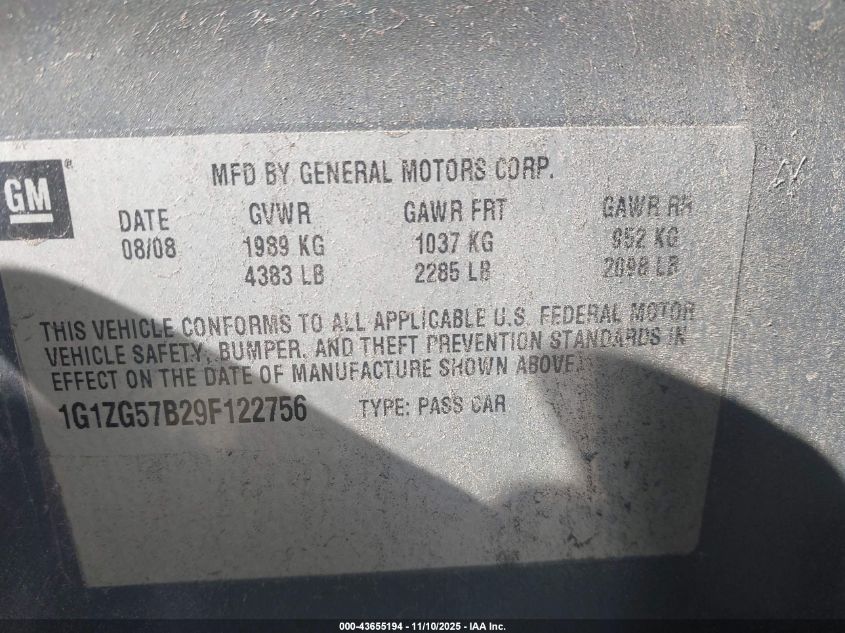 GM ®
MFD BY GENERAL MOTORS CORP.
DATE GVWR GAWR FRT GAWR RR
08/08 1989 KG 1037 KG 952 KG
4383 LB 2285 LB 2098 LB
THIS VEHICLE CONFORMS TO ALL APPLICABLE U.S. FEDERAL MOTOR
VEHICLE SAFETY, BUMPER, AND THEFT PREVENTION STANDARDS IN
EFFECT ON THE DATE OF MANUFACTURE SHOWN ABOVE.
1G1ZG57B29F122756 TYPE: PASS CAR
000-43655194 - 11/10/2025 - IAA Inc.